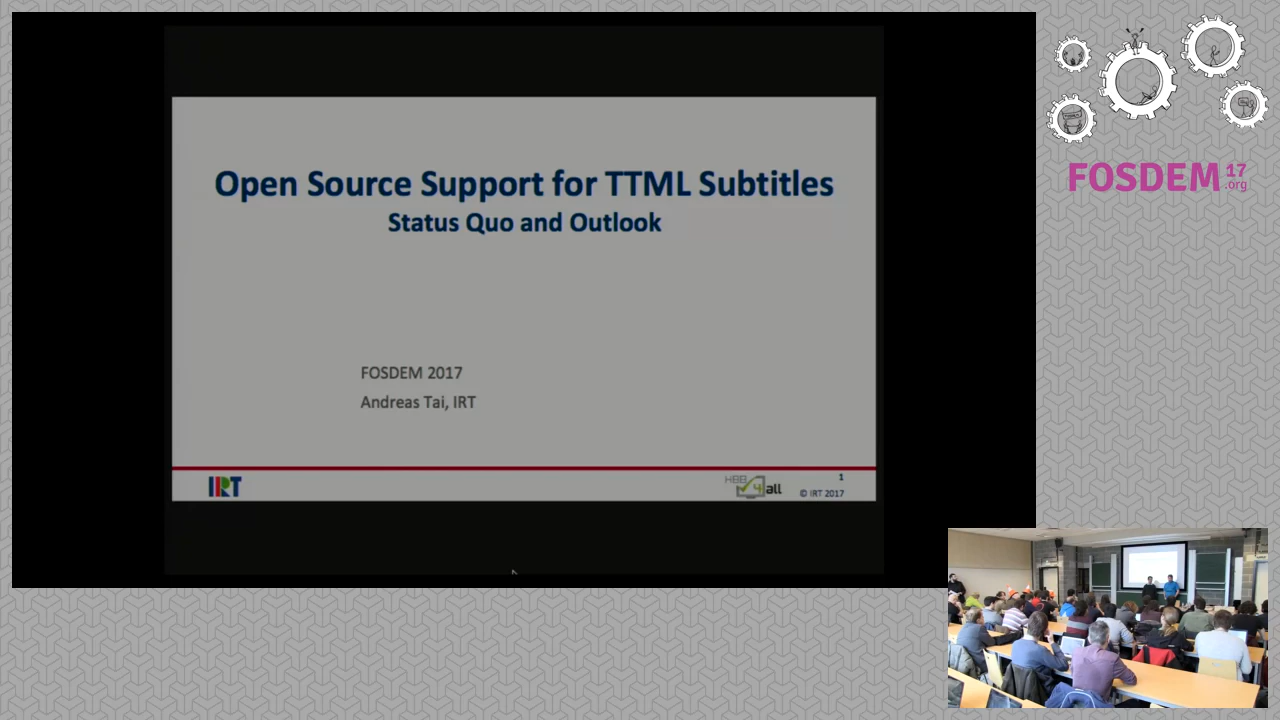 Open Source Support for TTML Subtitles
Status Quo and Outlook
FOSDEM 2017
Andreas Tai, IRT
IRT
HBB4all
1
© IRT 2017
FOSDEM 17
.org